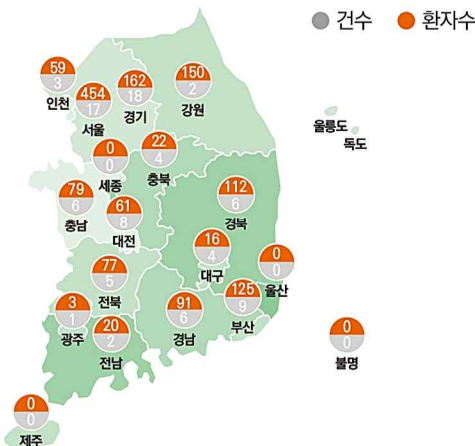 건수 환자수
59
3
인천
454
17
서울
162
18
경기
150
2
강원
울릉도
독도
0
0
세종
22
4
충북
79
6
충남
61
8
대전
112
6
경북
16
4
대구
0
0
울산
77
5
전북
3
1
광주
20
2
전남
91
6
경남
125
9
부산
0
0
불명
0
0
제주